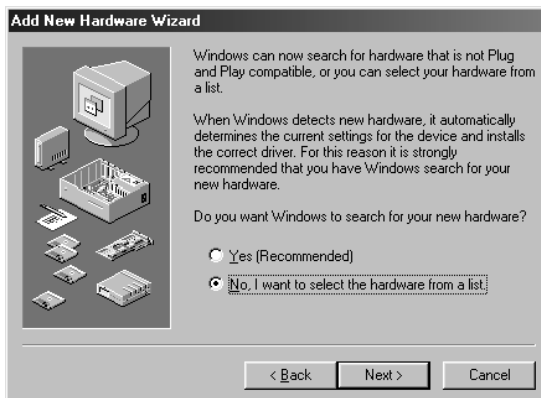 Add New Hardware Wizard
Windows can now search for hardware that is not Plug
and Play compatible, or you can select your hardware from
a list.
When Windows detects new hardware, it automatically
determines the current settings for the device and installs
the correct driver. For this reason it is strongly
recommended that you have Windows search for your
new hardware.
Do you want Windows to search for your new hardware?
Yes (Recommended)
No, I want to select the hardware from a list.
< Back Next > Cancel